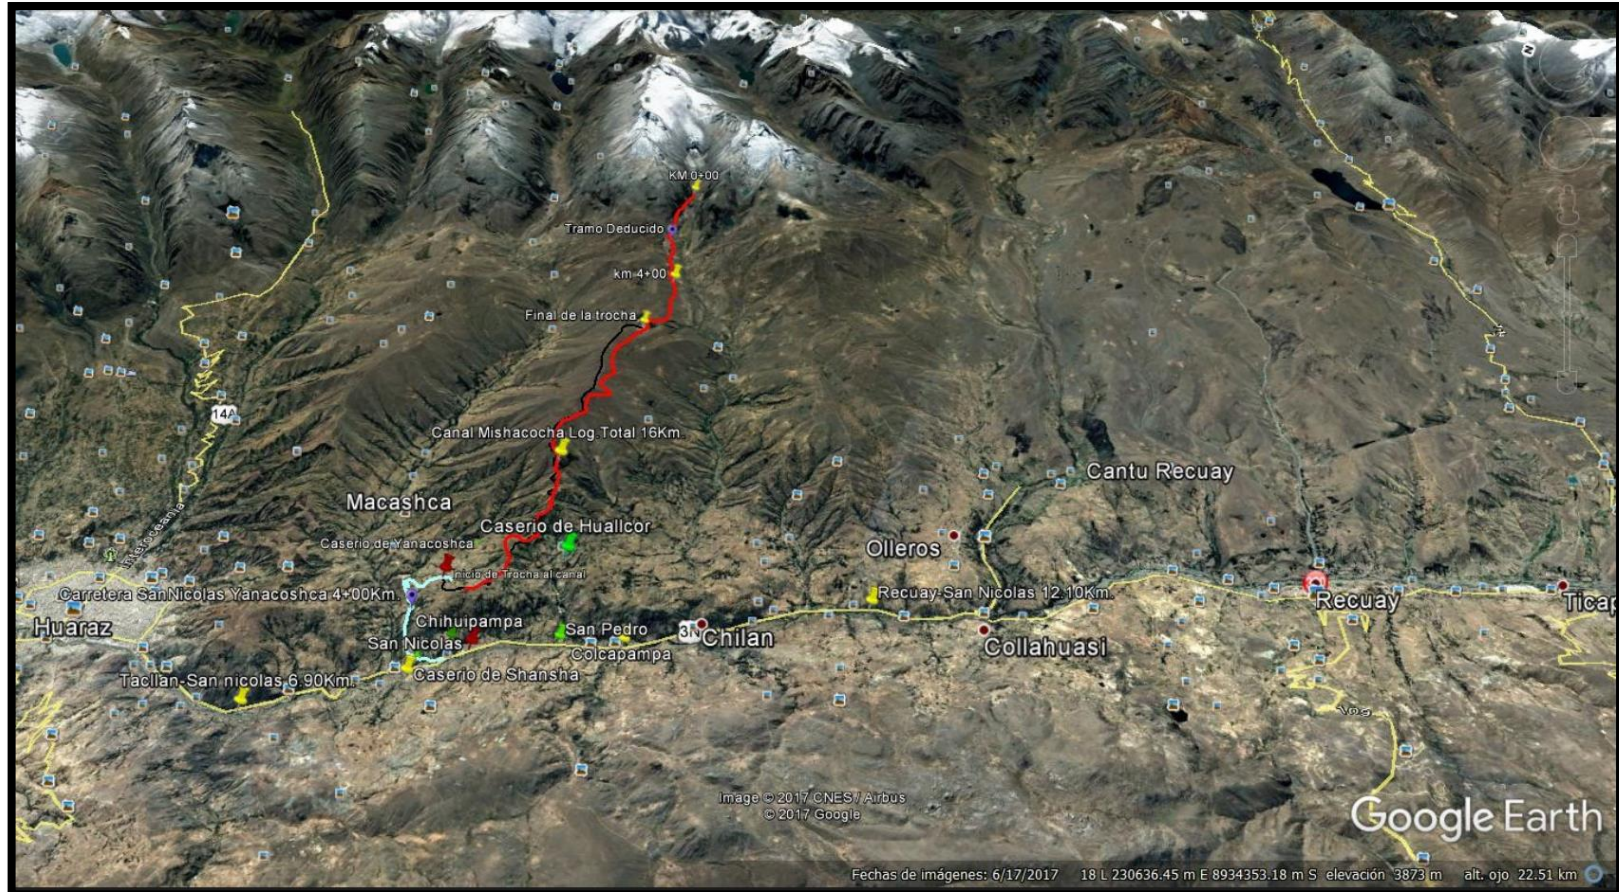 N
KM 0+00
Tramo Deducido
km 4+00
Final de la trocha
14A
Canal Mishacocha Log.Total 16Km.
Cantu Recuay
Macashca
Caserio de Huallcor
Interoceania
Caserio de Yanacoshca
Olleros
Inicio de Trocha al canal
Carretera SanNicolas Yanacoshca 4+00Km.
Recuay-San Nicolas 12.10Km.
Recuay
Ticap
Huaraz
Chihuipampa
San Pedro
3N
Chilan
San Nicolas
Colcapampa
Collahuasi
Caserio de Shansha
Tacllan-San nicolas 6.90Km.
Image © 2017 CNES / Airbus
© 2017 Google
Google Earth
Fechas de imágenes: 6/17/2017 18 L 230636.45 m E 8934353.18 m S elevación 3873 m alt. ojo 22.51 km